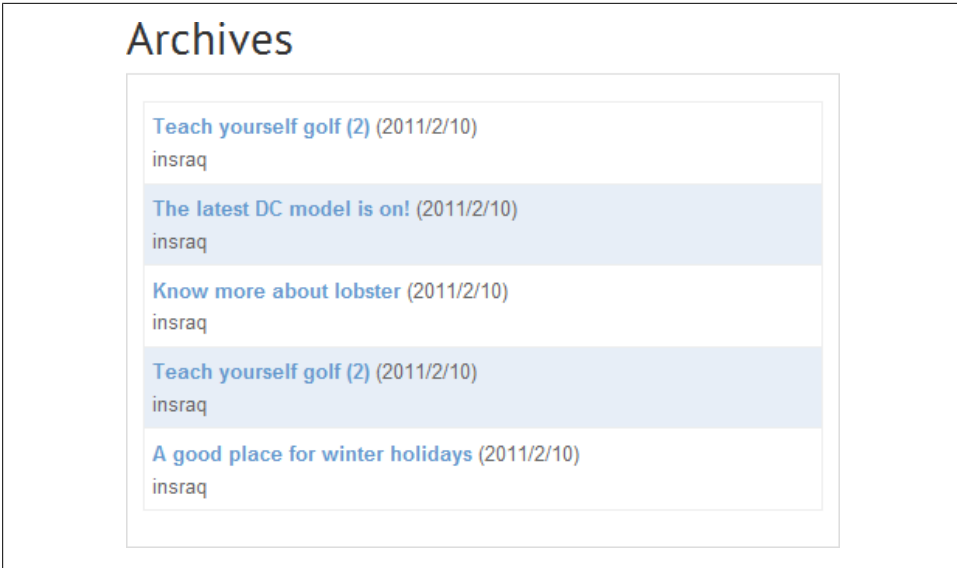 Archives
Teach yourself golf (2) (2011/2/10)
insraq
The latest DC model is on! (2011/2/10)
insraq
Know more about lobster (2011/2/10)
insraq
Teach yourself golf (2) (2011/2/10)
insraq
A good place for winter holidays (2011/2/10)
insraq